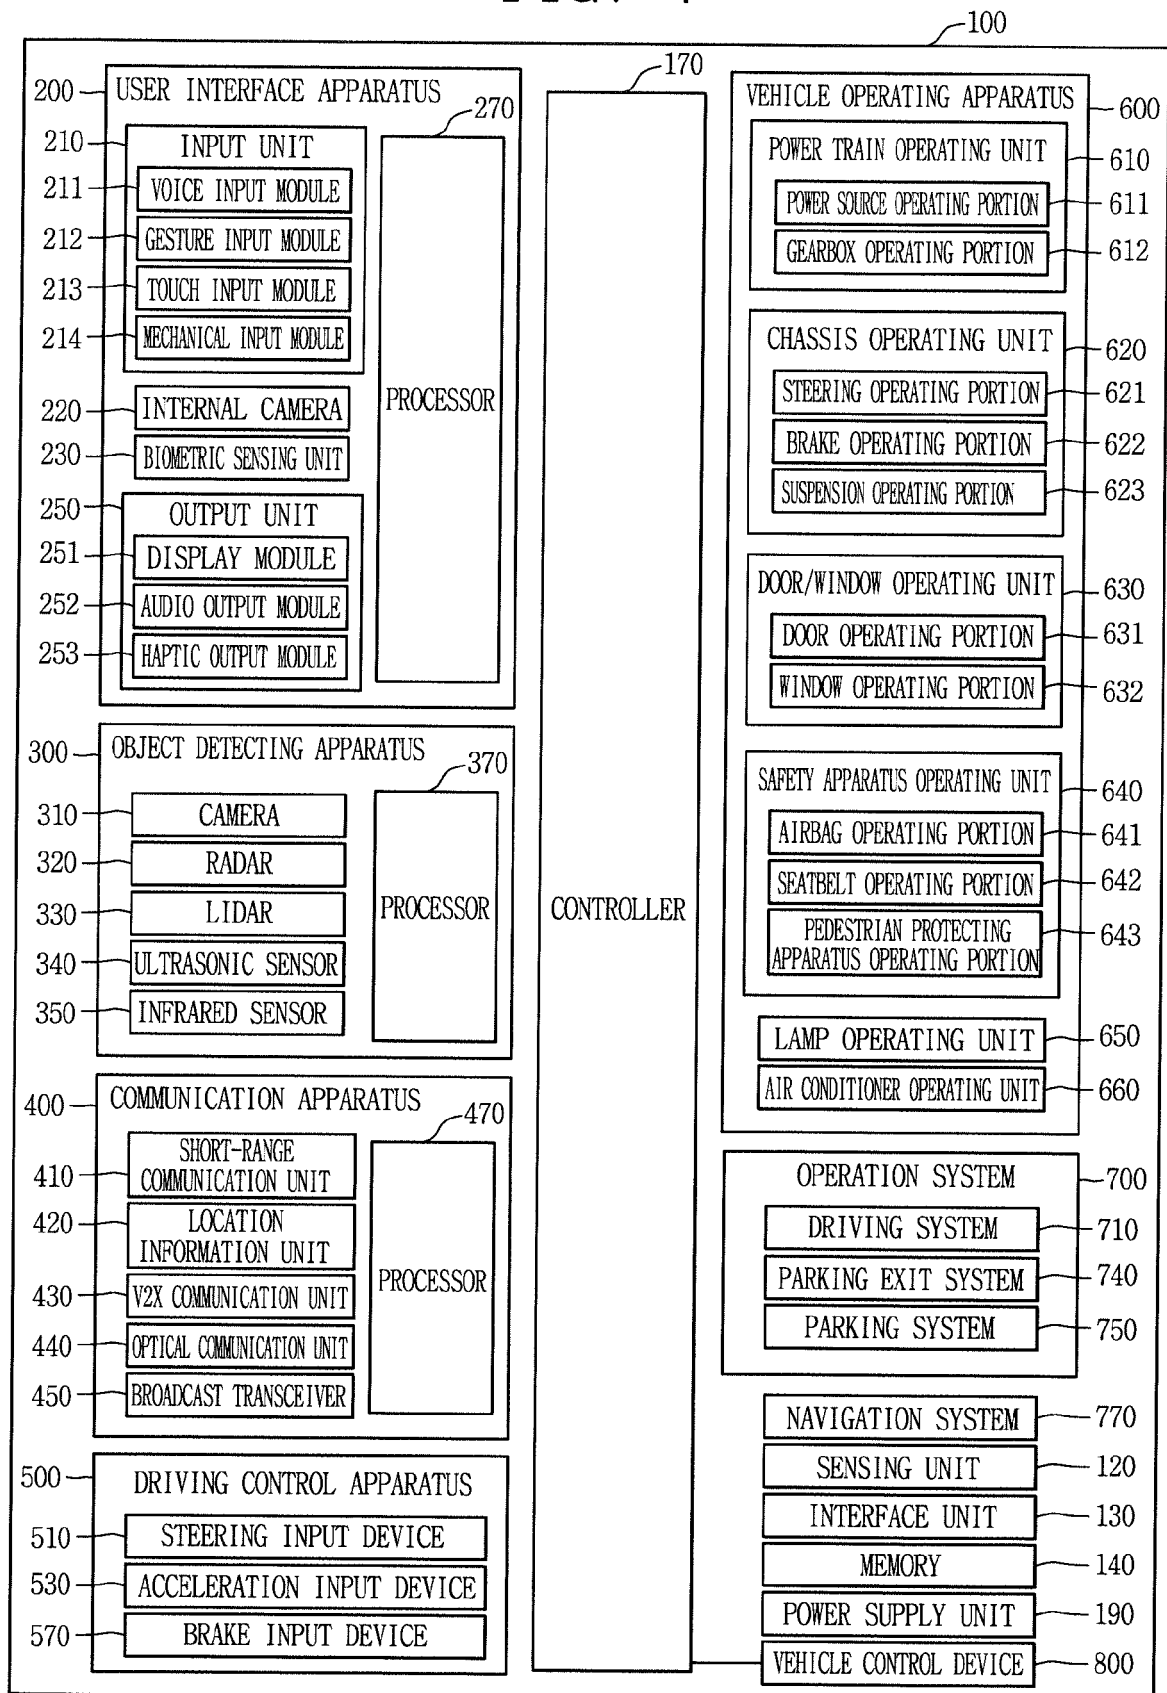 100
200
USER INTERFACE APPARATUS
210
INPUT UNIT
211
VOICE INPUT MODULE
212
GESTURE INPUT MODULE
213
TOUCH INPUT MODULE
214
MECHANICAL INPUT MODULE
220
INTERNAL CAMERA
230
BIOMETRIC SENSING UNIT
250
OUTPUT UNIT
251
DISPLAY MODULE
252
AUDIO OUTPUT MODULE
253
HAPTIC OUTPUT MODULE
270
PROCESSOR
300
OBJECT DETECTING APPARATUS
310
CAMERA
320
RADAR
330
LIDAR
340
ULTRASONIC SENSOR
350
INFRARED SENSOR
370
PROCESSOR
400
COMMUNICATION APPARATUS
410
SHORT-RANGE
COMMUNICATION UNIT
420
LOCATION
INFORMATION UNIT
430
V2X COMMUNICATION UNIT
440
OPTICAL COMMUNICATION UNIT
450
BROADCAST TRANSCEIVER
470
PROCESSOR
500
DRIVING CONTROL APPARATUS
510
STEERING INPUT DEVICE
530
ACCELERATION INPUT DEVICE
570
BRAKE INPUT DEVICE
170
CONTROLLER
VEHICLE OPERATING APPARATUS
600
POWER TRAIN OPERATING UNIT
610
POWER SOURCE OPERATING PORTION
611
GEARBOX OPERATING PORTION
612
CHASSIS OPERATING UNIT
620
STEERING OPERATING PORTION
621
BRAKE OPERATING PORTION
622
SUSPENSION OPERATING PORTION
623
DOOR/WINDOW OPERATING UNIT
630
DOOR OPERATING PORTION
631
WINDOW OPERATING PORTION
632
SAFETY APPARATUS OPERATING UNIT
640
AIRBAG OPERATING PORTION
641
SEATBELT OPERATING PORTION
642
PEDESTRIAN PROTECTING
APPARATUS OPERATING PORTION
643
LAMP OPERATING UNIT
650
AIR CONDITIONER OPERATING UNIT
660
OPERATION SYSTEM
700
DRIVING SYSTEM
710
PARKING EXIT SYSTEM
740
PARKING SYSTEM
750
NAVIGATION SYSTEM
770
SENSING UNIT
120
INTERFACE UNIT
130
MEMORY
140
POWER SUPPLY UNIT
190
VEHICLE CONTROL DEVICE
800